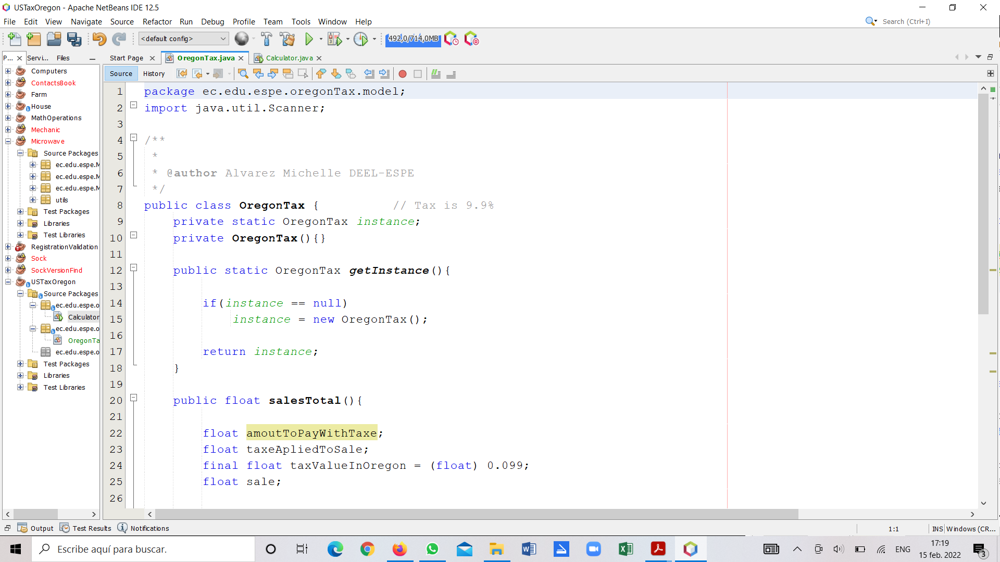 USTaxOregon - Apache NetBeans IDE 12.5
File Edit View Navigate Source Refactor Run Debug Profile Team Tools Window Help
Search (Ctrl+I)
<default config>
492,0/714,0MB
P... Servi... Files
Start Page OregonTax.java Calculator.java
Source History
Computers
ContactsBook
Farm
House
MathOperations
Mechanic
Microwave
Source Packages
ec.edu.espe.M
ec.edu.espe.M
ec.edu.espe.M
utils
Test Packages
Libraries
Test Libraries
RegistrationValidation
Sock
SockVersionFind
USTaxOregon
Source Packages
ec.edu.espe.o
Calculator
ec.edu.espe.o
OregonTa
ec.edu.espe.o
Test Packages
Libraries
Test Libraries
1 package ec.edu.espe.oregonTax.model;
2 import java.util.Scanner;
3
4 /**
5 *
6 * @author Alvarez Michelle DEEL-ESPE
7 */
8 public class OregonTax { // Tax is 9.9%
9 private static OregonTax instance;
10 private OregonTax(){}
11
12 public static OregonTax getInstance(){
13
14 if(instance == null)
15 instance = new OregonTax();
16
17 return instance;
18 }
19
20 public float salesTotal(){
21
22 float amoutToPayWithTaxe;
23 float taxeApliedToSale;
24 final float taxValueInOregon = (float) 0.099;
25 float sale;
26
Output Test Results Notifications
1:1 INS Windows (CR...
Escribe aquí para buscar.
ENG
17:19
15 feb. 2022
3